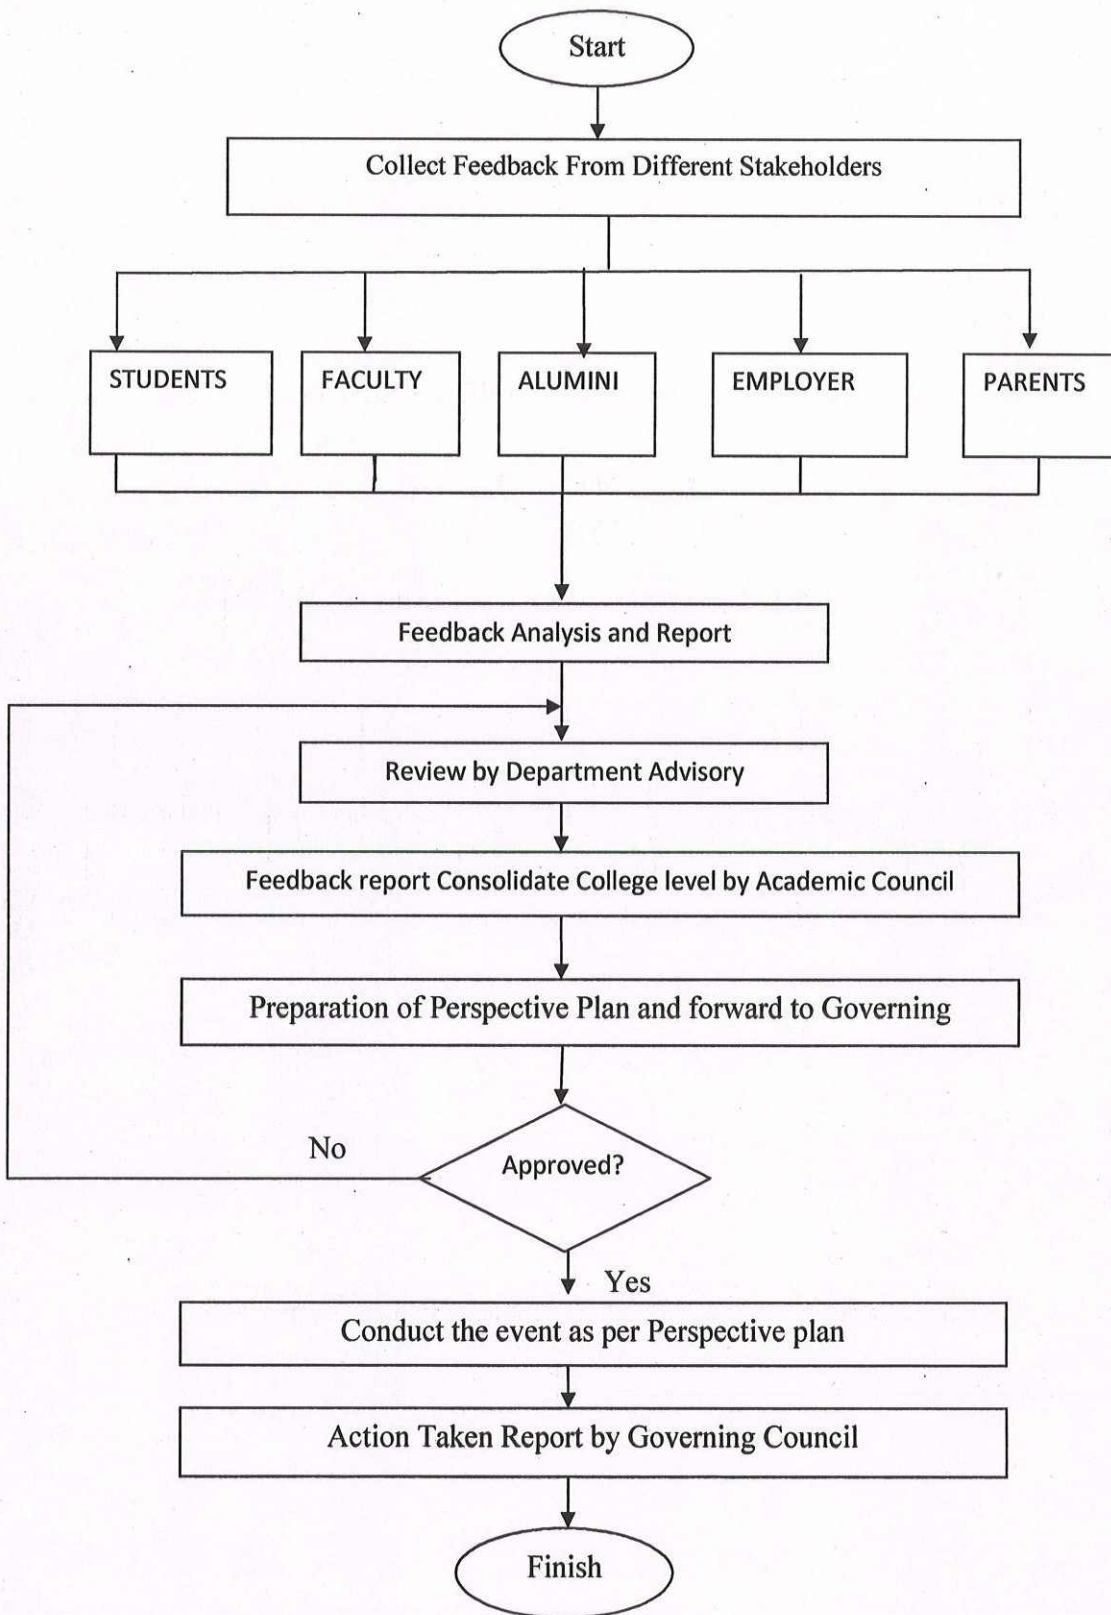 Start
Collect Feedback From Different Stakeholders
STUDENTS
FACULTY
ALUMINI
EMPLOYER
PARENTS
Feedback Analysis and Report
Review by Department Advisory
Feedback report Consolidate College level by Academic Council
Preparation of Perspective Plan and forward to Governing
Approved?
No
Yes
Conduct the event as per Perspective plan
Action Taken Report by Governing Council
Finish